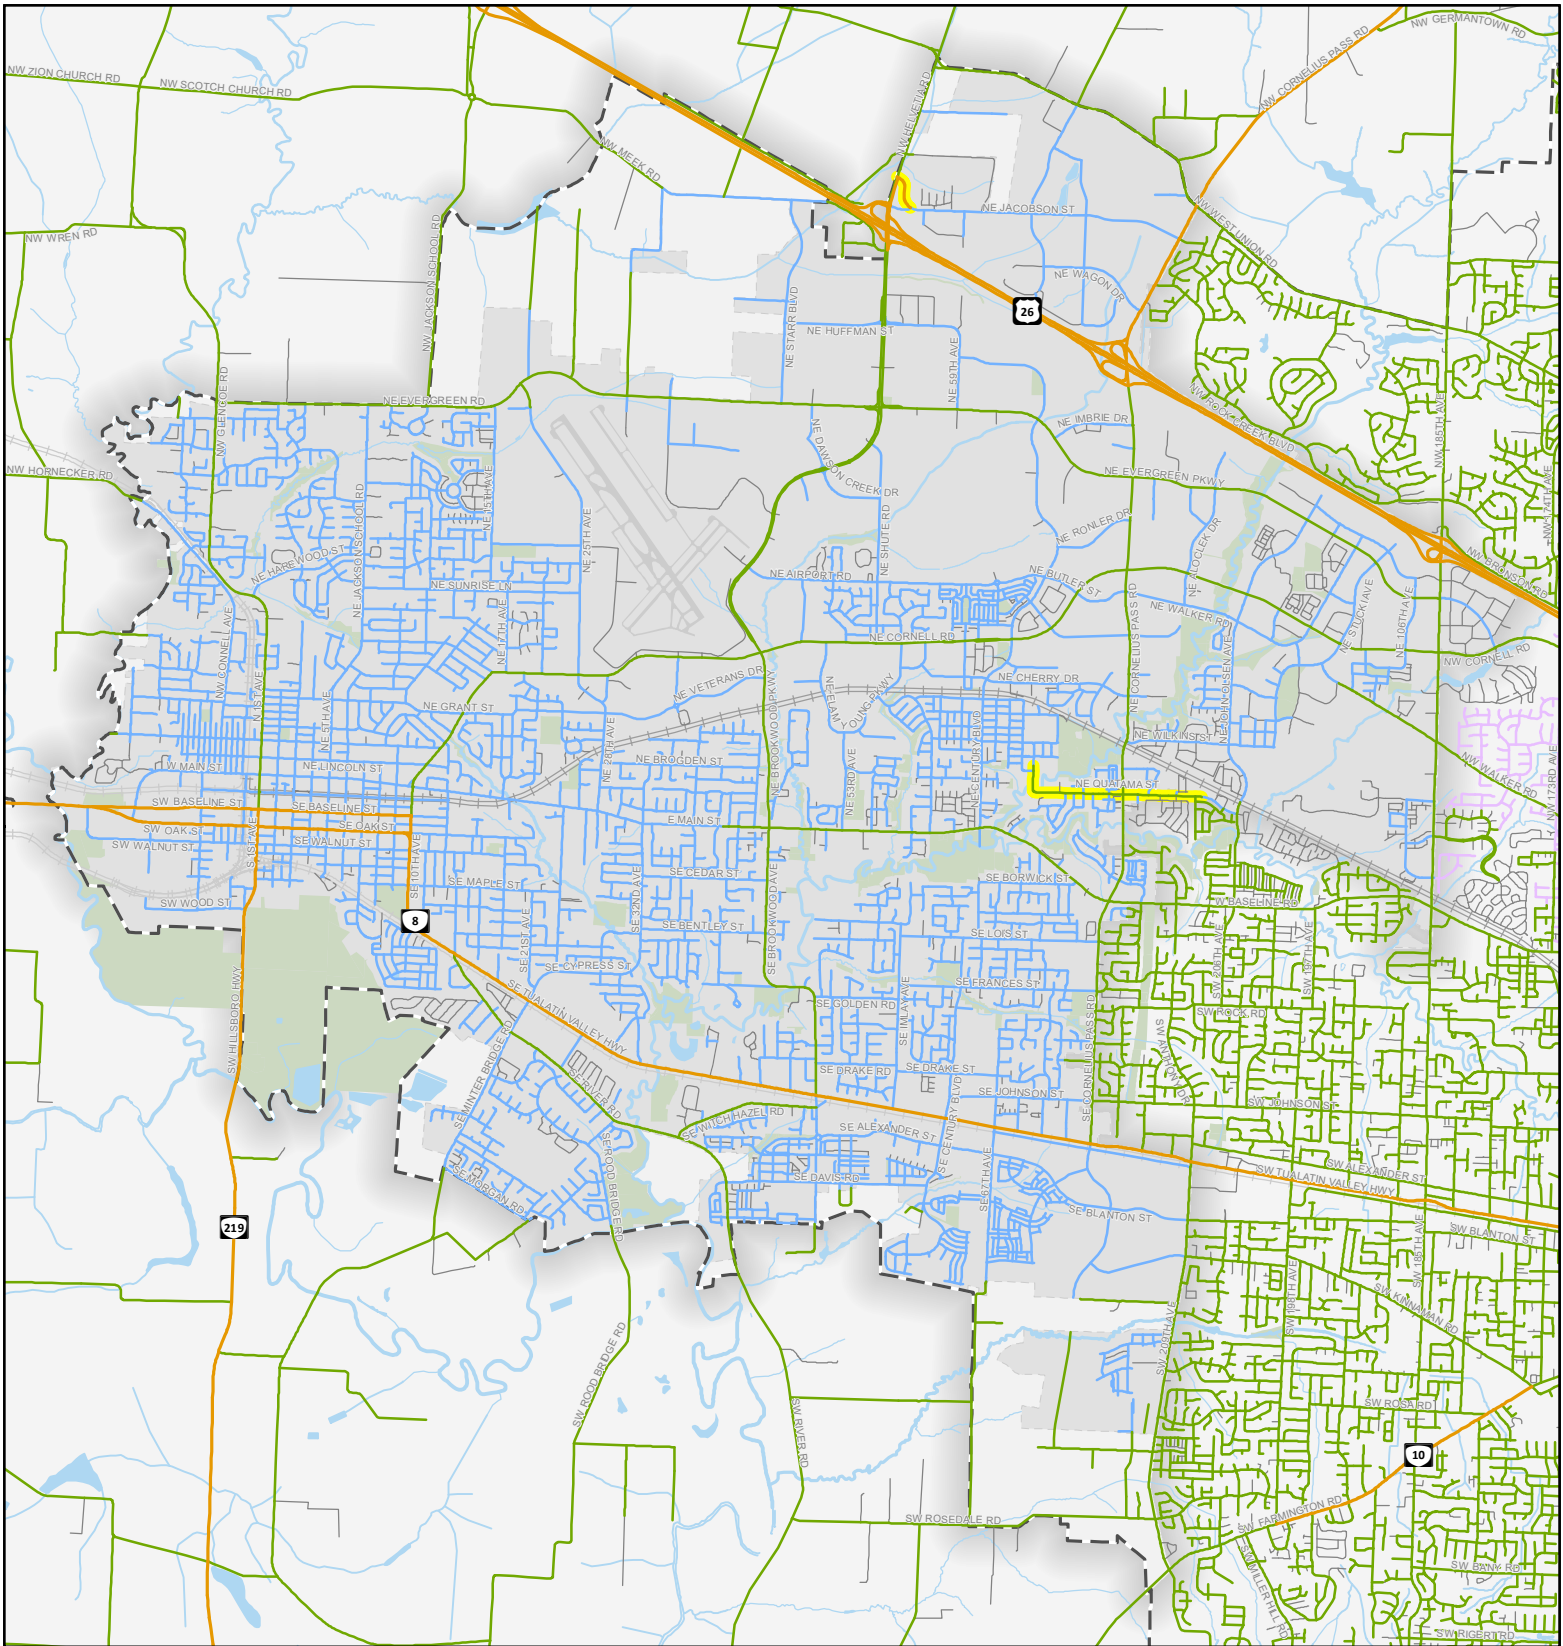 NW GERMANTOWN RD
NW CORNELIUS PASS RD
NW ZION CHURCH RD
NW SCOTCH CHURCH RD
NW HELVETIA RD
NW MEEK RD
NE JACOBSON ST
NW WEST UNION RD
NW WREN RD
NW JACKSON SCHOOL RD
NE WAGON DR
26
NE STARR BLVD
NE HUFFMAN ST
NE 59TH AVE
NW GLENCOE RD
NE EVERGREEN RD
NW ROCK CREEK BLVD
NW 185TH AVE
NE IMBRIE DR
NE DAWSON CREEK DR
NW HORNECKER RD
NE EVERGREEN PKWY
NW 174TH AVE
NE 15TH AVE
NE JACKSON SCHOOL RD
NE 25TH AVE
NE SHUTE RD
NE RONLER DR
NE ALOCLEK DR
NW BRONSON RD
NE HAREWOOD ST
NE SUNRISE LN
NE AIRPORT RD
NE BUTLER ST
NE CORNELIUS PASS RD
NE WALKER RD
NE STUCKI AVE
NE 106TH AVE
NE 17TH AVE
NW CONNELL AVE
NE CORNELL RD
NE JOHN OLSEN AVE
NW CORNELL RD
NE VETERANS DR
NE CHERRY DR
N 1ST AVE
NE 5TH AVE
NE GRANT ST
NE BROOKWOOD PKWY
NE ELAM YOUNG PKWY
NE 28TH AVE
NE CENTURY BLVD
NE WILKINS ST
W MAIN ST
NE LINCOLN ST
NE BROGDEN ST
NE 53RD AVE
NE QUATAMA ST
NW WALKER RD
NW 173RD AVE
SW BASELINE ST
SE BASELINE ST
SW OAK ST
SE OAK ST
E MAIN ST
SW WALNUT ST
S 1ST AVE
SE WALNUT ST
SE 10TH AVE
SE MAPLE ST
SE CEDAR ST
SE BORWICK ST
SW WOOD ST
8
SE 21ST AVE
SE 32ND AVE
SE BENTLEY ST
SE BROOKWOOD AVE
SE LOIS ST
W BASELINE RD
SW 206TH AVE
SW 197TH AVE
SE CYPRESS ST
SE FRANCES ST
SE GOLDEN RD
SE IMLAY AVE
SW ROCK RD
SW HILLSBORO HWY
SE TUALATIN VALLEY HWY
SE MINTER BRIDGE RD
SE RIVER RD
SE DRAKE RD
SE DRAKE ST
SE CORNELIUS PASS RD
SW ANTHONY DR
SE JOHNSON ST
SW JOHNSON ST
SE WITCH HAZEL RD
SE ALEXANDER ST
SE CENTURY BLVD
SE MORGAN RD
SE ROOD BRIDGE RD
SE DAVIS RD
SE 67TH AVE
SW ALEXANDER ST
SW TUALATIN VALLEY HWY
219
SE BLANTON ST
SW BLANTON ST
SW 185TH AVE
SW 198TH AVE
SW KINNAMAN RD
SW 209TH AVE
SW ROOD BRIDGE RD
SW RIVER RD
SW ROSA RD
10
SW ROSEDALE RD
SW FARMINGTON RD
SW MILLER HILL RD
SW BANY RD
SW RIGERT RD